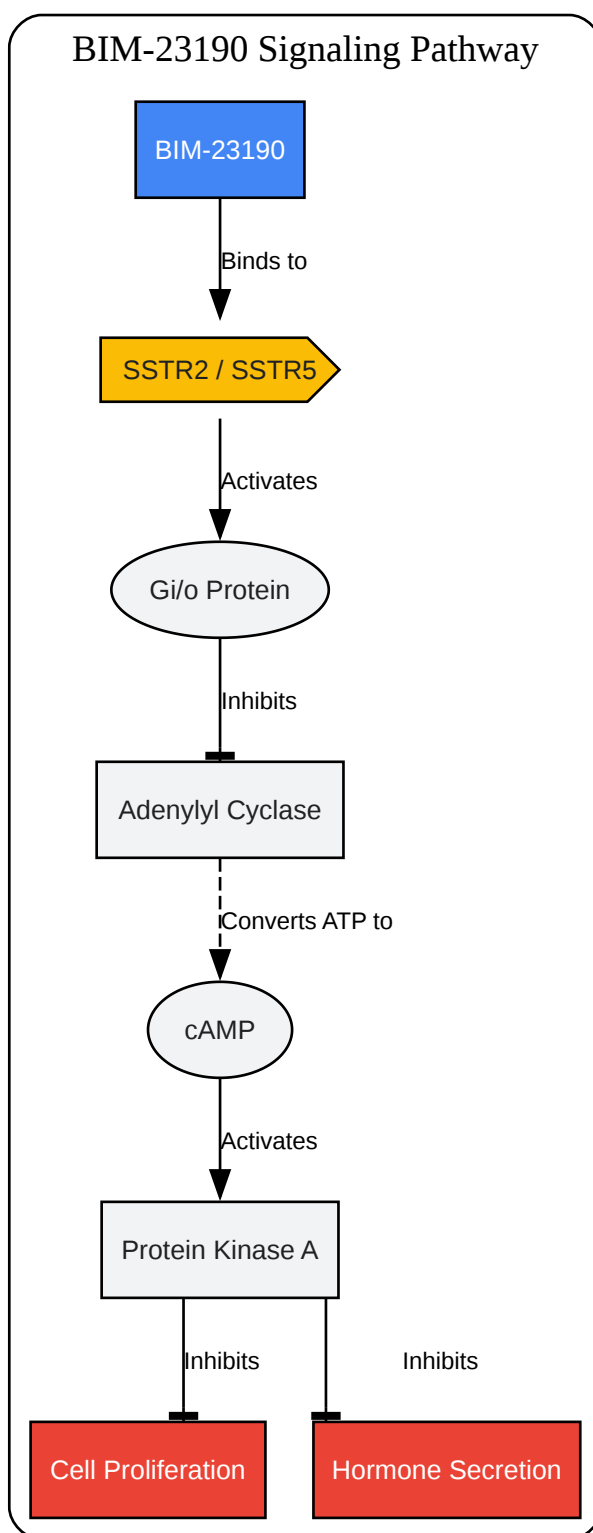 BIM-23190 Signaling Pathway
BIM-23190
Binds to
SSTR2 / SSTR5
Activates
Gi/o Protein
Inhibits
Adenylyl Cyclase
Converts ATP to
cAMP
Activates
Protein Kinase A
Inhibits
Inhibits
Cell Proliferation
Hormone Secretion